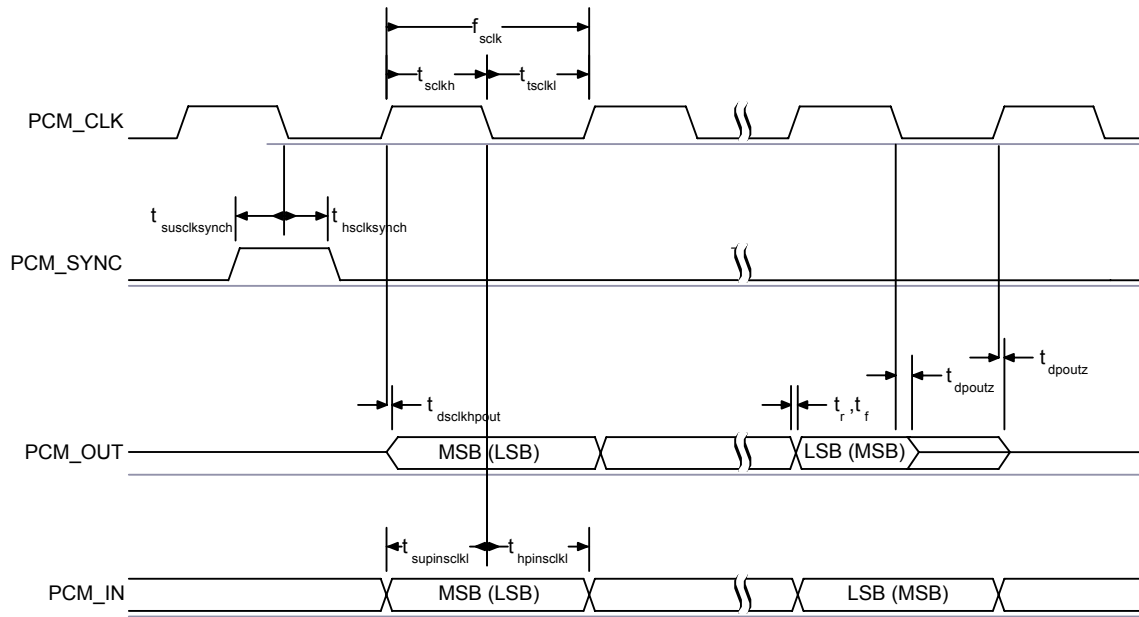 f sclk
t sclkh
t tsclkl
PCM_CLK
t susclksynch
t hsclksynch
PCM_SYNC
t dpoutz
t dpoutz
t dsclkhpout
t r ,t f
PCM_OUT
MSB (LSB)
LSB (MSB)
t supinsclkl
t hpinsclkl
PCM_IN
MSB (LSB)
LSB (MSB)